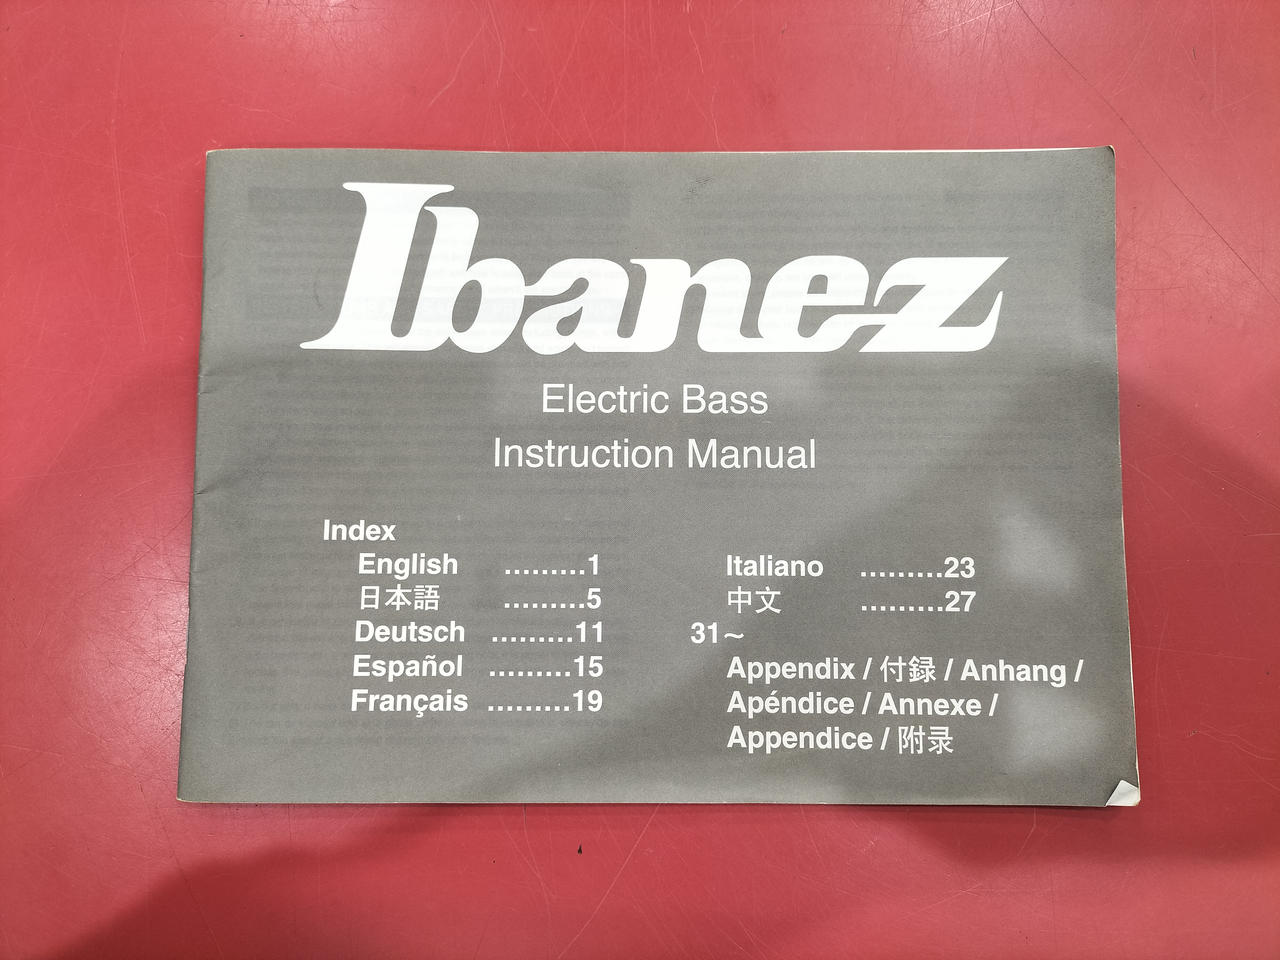 Ibanez
Electric Bass
Instruction Manual
Index
English .........1
日本語 .........5
Deutsch .........11
Español .........15
Français .........19
Italiano .........23
中文 .........27
31~
Appendix / 付録 / Anhang /
Apéndice / Annexe /
Appendice / 附录